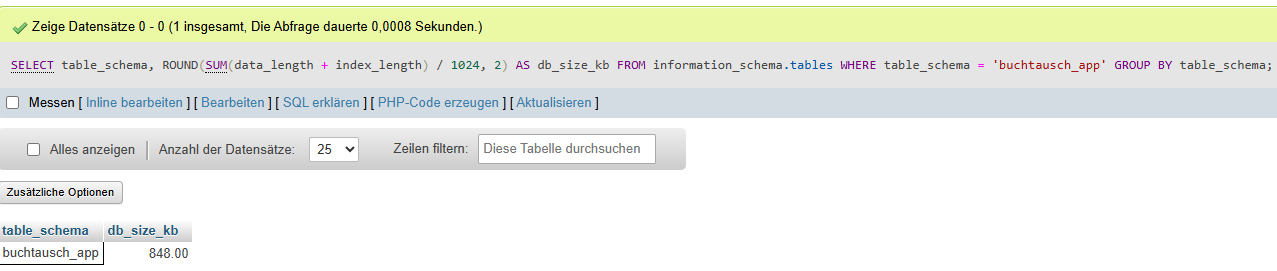 Zeige Datensätze 0 - 0 (1 insgesamt, Die Abfrage dauerte 0,0008 Sekunden.)
SELECT table_schema, ROUND(SUM(data_length + index_length) / 1024, 2) AS db_size_kb FROM information_schema.tables WHERE table_schema = 'buchtausch_app' GROUP BY table_schema;
Messen [ Inline bearbeiten ] [ Bearbeiten ] [ SQL erklären ] [ PHP-Code erzeugen ] [ Aktualisieren ]
Alles anzeigen Anzahl der Datensätze: 25 Zeilen filtern: Diese Tabelle durchsuchen
Zusätzliche Optionen
table_schema db_size_kb
buchtausch_app 848.00